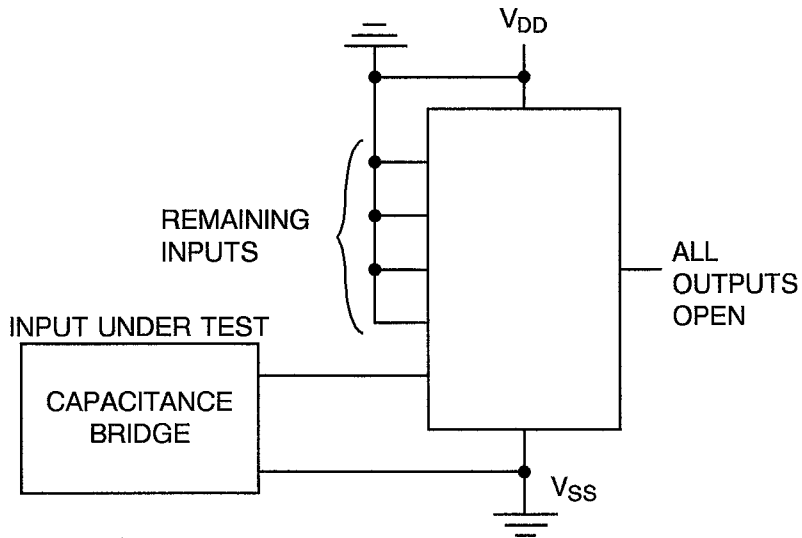 VDD
REMAINING
INPUTS
ALL
OUTPUTS
OPEN
INPUT UNDER TEST
CAPACITANCE
BRIDGE
VSS